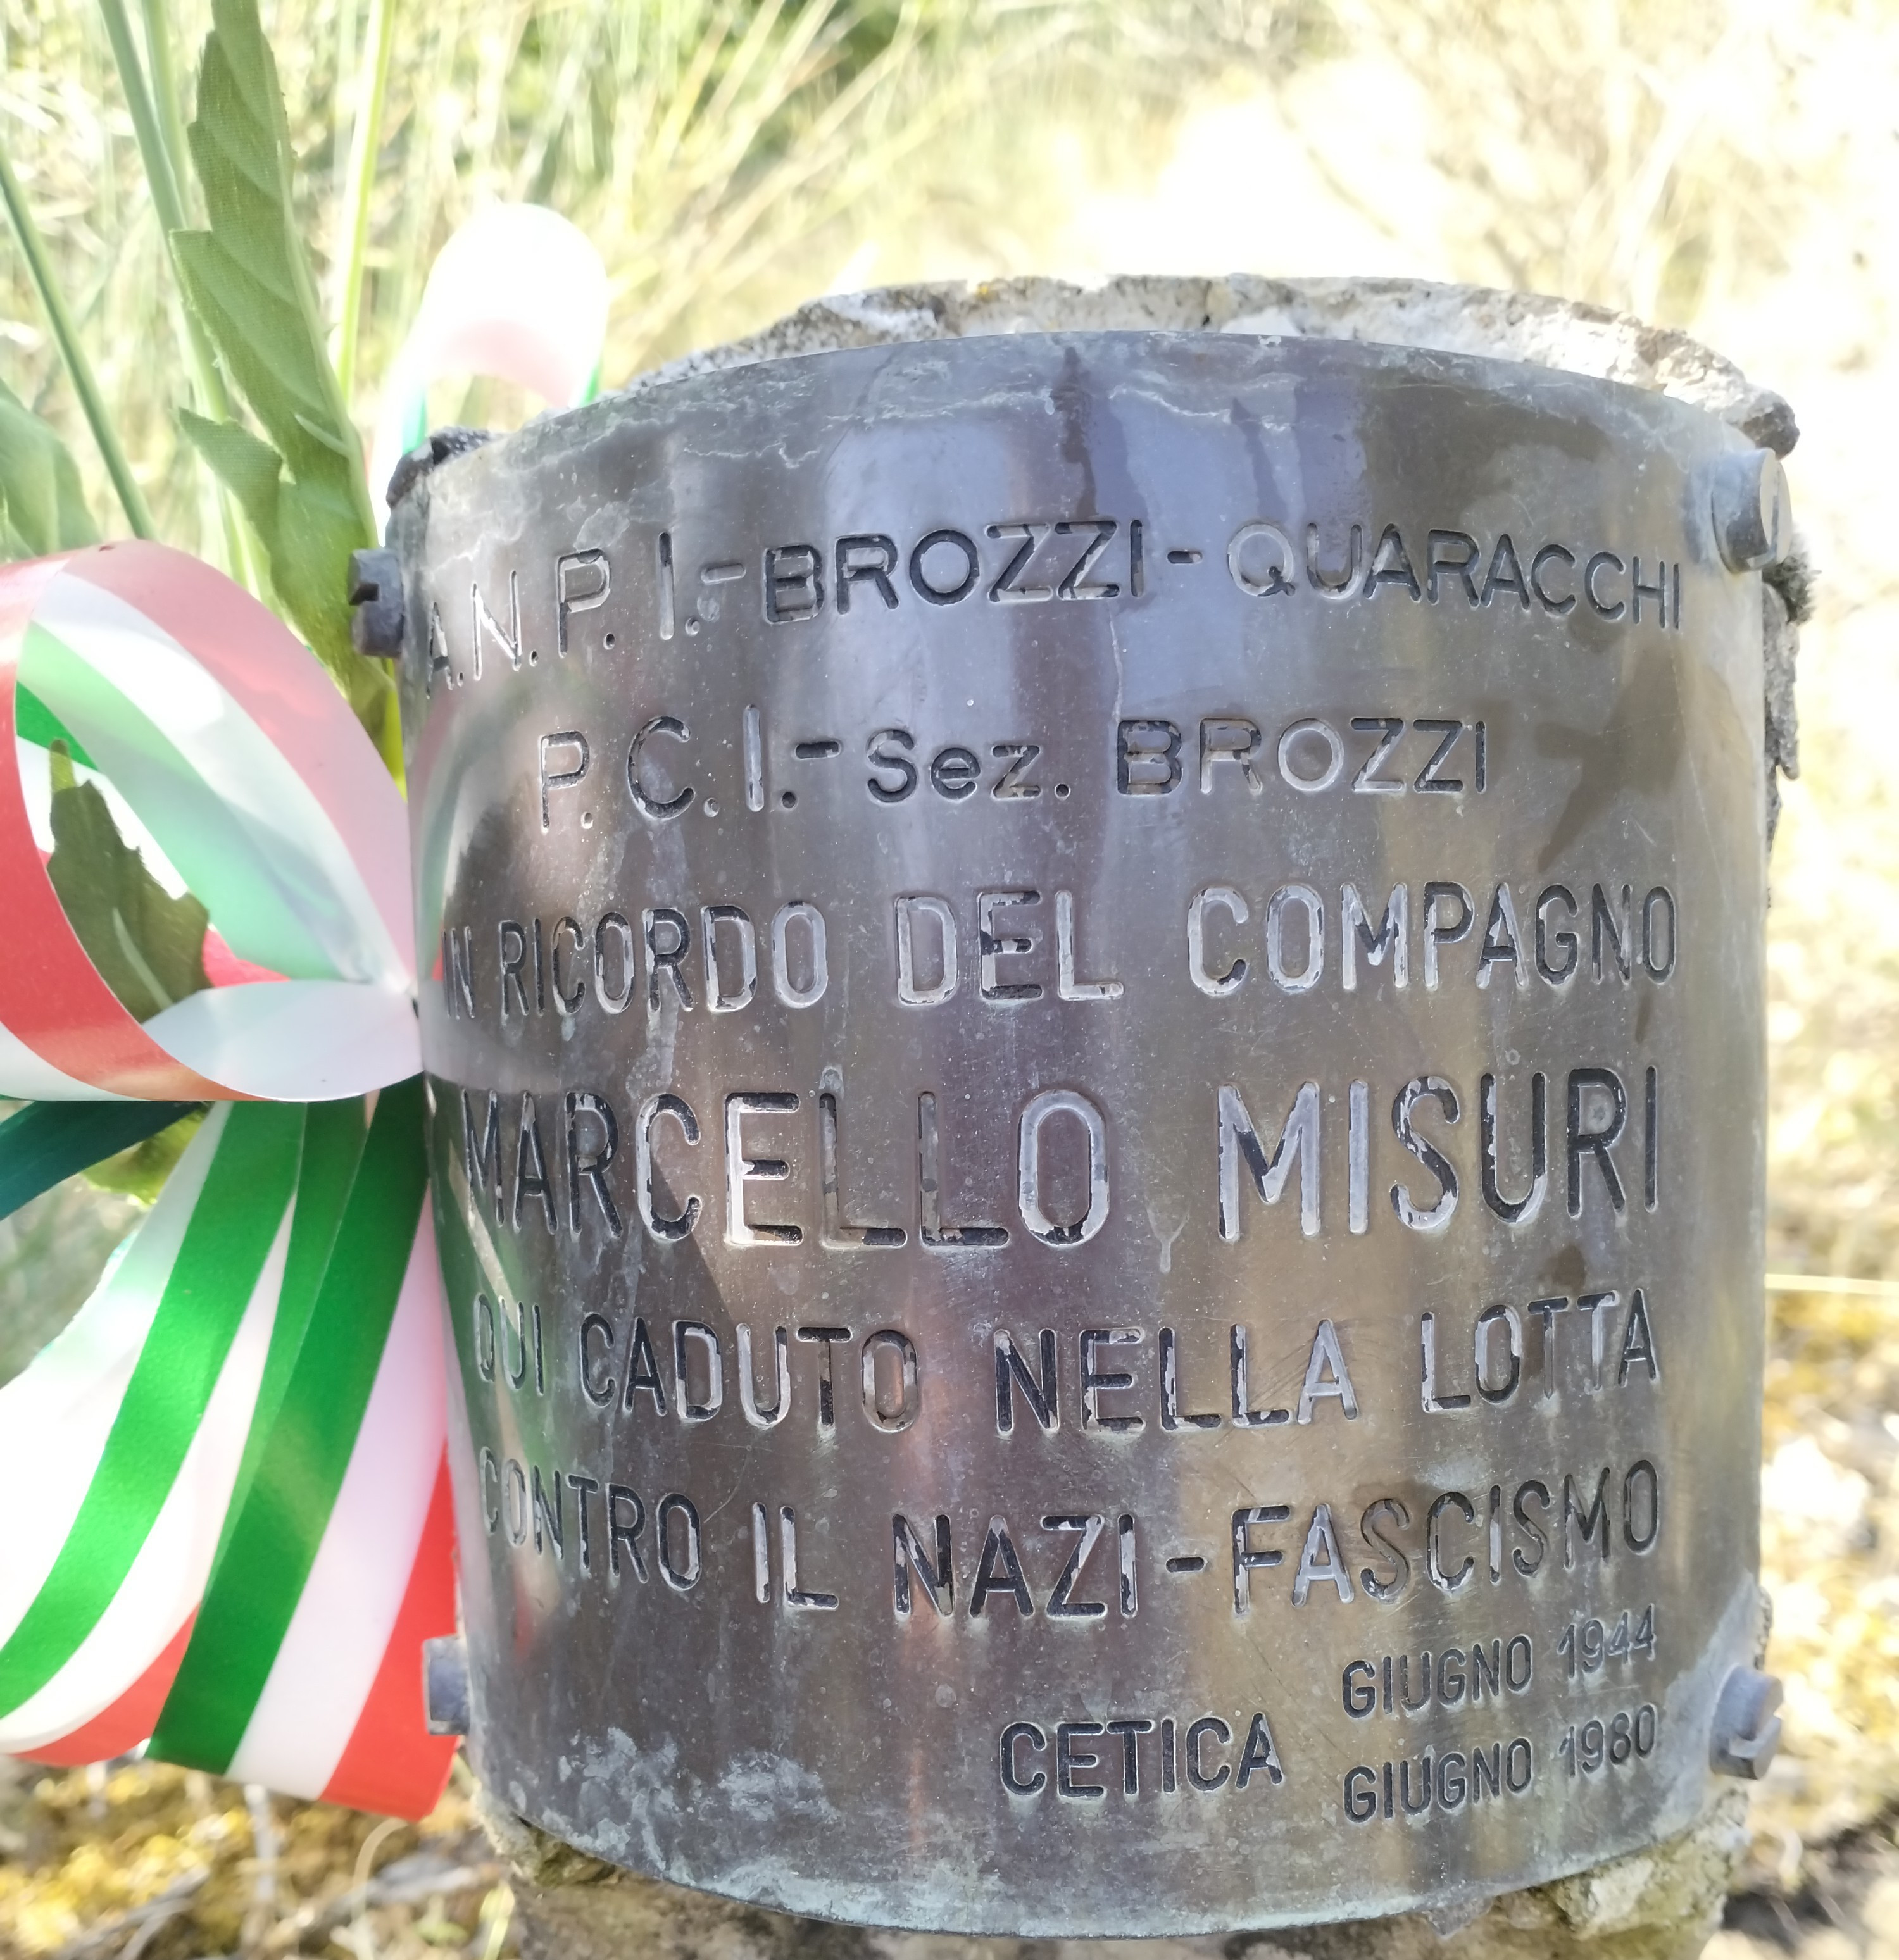 A.N.P.I.-BROZZI-QUARACCHI
P.C.I.-Sez. BROZZI
IN RICORDO DEL COMPAGNO
MARCELLO MISURI
QUI CADUTO NELLA LOTTA
CONTRO IL NAZI-FASCISMO
GIUGNO 1944
CETICA
GIUGNO 1980